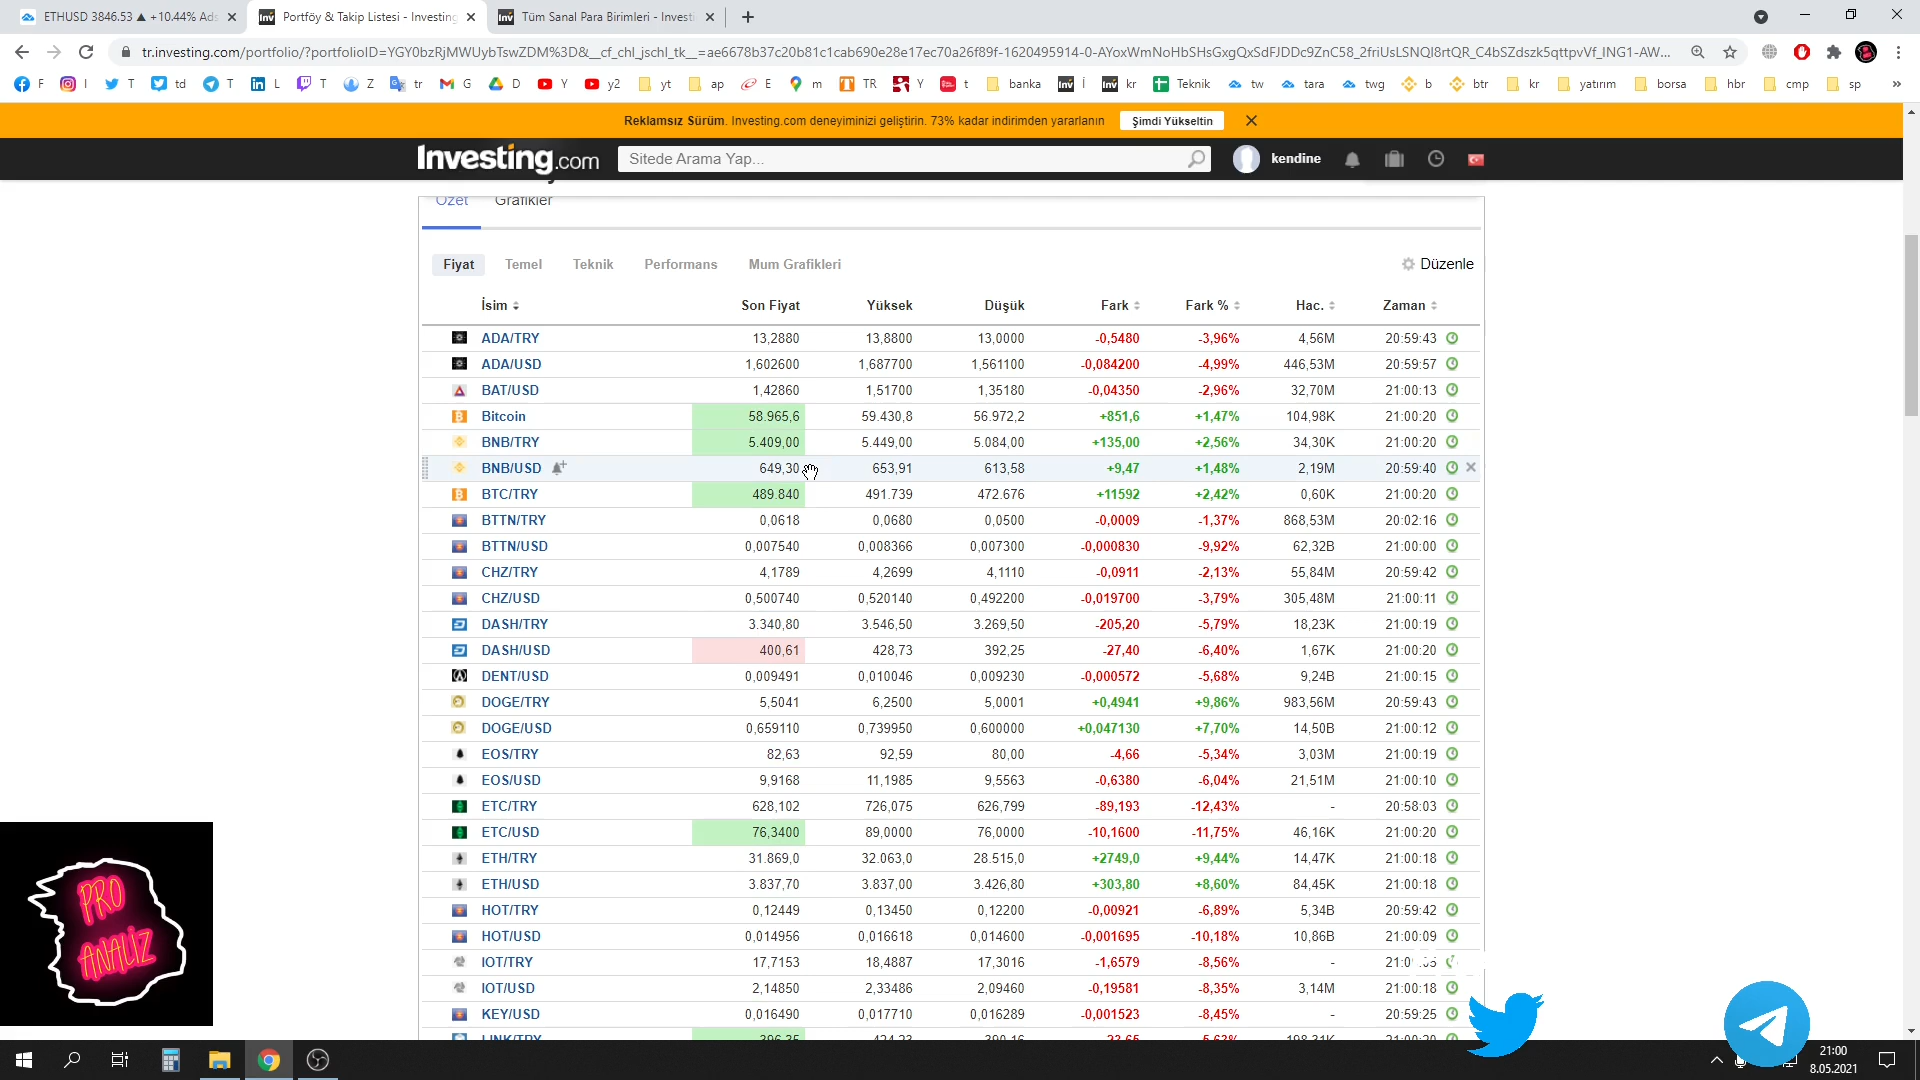 ETHUSD 3846.53 ▲ +10.44% Ads
Portföy & Takip Listesi - Investing
Tüm Sanal Para Birimleri - Investi
tr.investing.com/portfolio/?portfolioID=YGY0bzRjMWUybTswZDM%3D&__cf_chl_jschl_tk__=ae6678b37c20b81c1cab690e28e17ec70a26f89f-1620495914-0-AYoxWmNoHbSHsGxgQxSdFJDDc9ZnC58_2friUsLSNQI8rtQR_C4bSZdszk5qttpvVf_ING1-AW...
F I T td T L T Z tr G D Y y2 yt ap E m TR Y t banka İ kr Teknik tw tara twg b btr kr yatırım borsa hbr cmp sp »
Reklamsız Sürüm. Investing.com deneyiminizi geliştirin. 73% kadar indirimden yararlanın Şimdi Yükseltin
Investing.com Sitede Arama Yap... kendine
Özet Grafikler
Fiyat Temel Teknik Performans Mum Grafikleri Düzenle
İsim Son Fiyat Yüksek Düşük Fark Fark % Hac. Zaman
ADA/TRY 13,2880 13,8800 13,0000 -0,5480 -3,96% 4,56M 20:59:43
ADA/USD 1,602600 1,687700 1,561100 -0,084200 -4,99% 446,53M 20:59:57
BAT/USD 1,42860 1,51700 1,35180 -0,04350 -2,96% 32,70M 21:00:13
Bitcoin 58.965,6 59.430,8 56.972,2 +851,6 +1,47% 104,98K 21:00:20
BNB/TRY 5.409,00 5.449,00 5.084,00 +135,00 +2,56% 34,30K 21:00:20
BNB/USD 649,30 653,91 613,58 +9,47 +1,48% 2,19M 20:59:40
BTC/TRY 489.840 491.739 472.676 +11592 +2,42% 0,60K 21:00:20
BTTN/TRY 0,0618 0,0680 0,0500 -0,0009 -1,37% 868,53M 20:02:16
BTTN/USD 0,007540 0,008366 0,007300 -0,000830 -9,92% 62,32B 21:00:00
CHZ/TRY 4,1789 4,2699 4,1110 -0,0911 -2,13% 55,84M 20:59:42
CHZ/USD 0,500740 0,520140 0,492200 -0,019700 -3,79% 305,48M 21:00:11
DASH/TRY 3.340,80 3.546,50 3.269,50 -205,20 -5,79% 18,23K 21:00:19
DASH/USD 400,61 428,73 392,25 -27,40 -6,40% 1,67K 21:00:20
DENT/USD 0,009491 0,010046 0,009230 -0,000572 -5,68% 9,24B 21:00:15
DOGE/TRY 5,5041 6,2500 5,0001 +0,4941 +9,86% 983,56M 20:59:43
DOGE/USD 0,659110 0,739950 0,600000 +0,047130 +7,70% 14,50B 21:00:12
EOS/TRY 82,63 92,59 80,00 -4,66 -5,34% 3,03M 21:00:19
EOS/USD 9,9168 11,1985 9,5563 -0,6380 -6,04% 21,51M 21:00:10
ETC/TRY 628,102 726,075 626,799 -89,193 -12,43% - 20:58:03
ETC/USD 76,3400 89,0000 76,0000 -10,1600 -11,75% 46,16K 21:00:20
ETH/TRY 31.869,0 32.063,0 28.515,0 +2749,0 +9,44% 14,47K 21:00:18
ETH/USD 3.837,70 3.837,00 3.426,80 +303,80 +8,60% 84,45K 21:00:18
HOT/TRY 0,12449 0,13450 0,12200 -0,00921 -6,89% 5,34B 20:59:42
HOT/USD 0,014956 0,016618 0,014600 -0,001695 -10,18% 10,86B 21:00:09
IOT/TRY 17,7153 18,4887 17,3016 -1,6579 -8,56% -
IOT/USD 2,14850 2,33486 2,09460 -0,19581 -8,35% 3,14M 21:00:18
KEY/USD 0,016490 0,017710 0,016289 -0,001523 -8,45% - 20:59:25
LINK/TRY
PRO
ANALİZ
21:00
8.05.2021